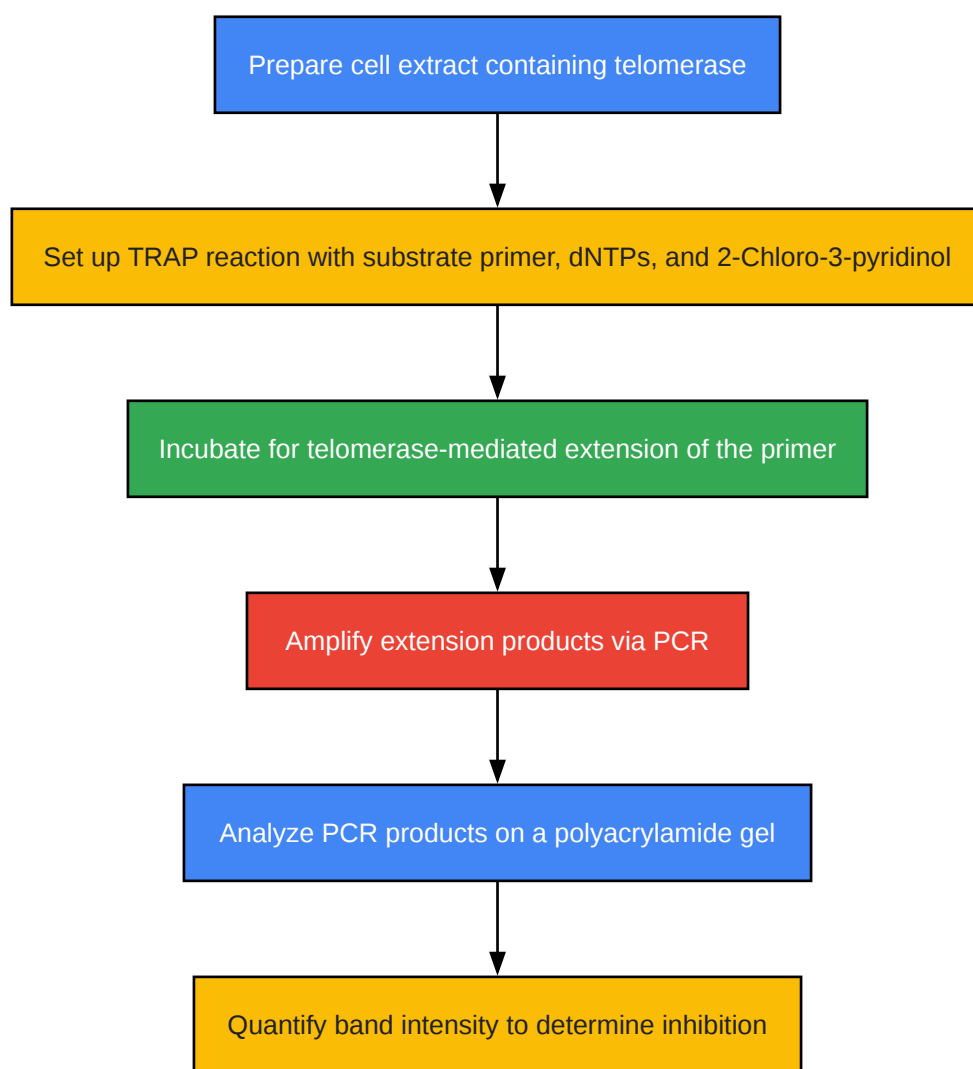 Prepare cell extract containing telomerase
Set up TRAP reaction with substrate primer, dNTPs, and 2-Chloro-3-pyridinol
Incubate for telomerase-mediated extension of the primer
Amplify extension products via PCR
Analyze PCR products on a polyacrylamide gel
Quantify band intensity to determine inhibition